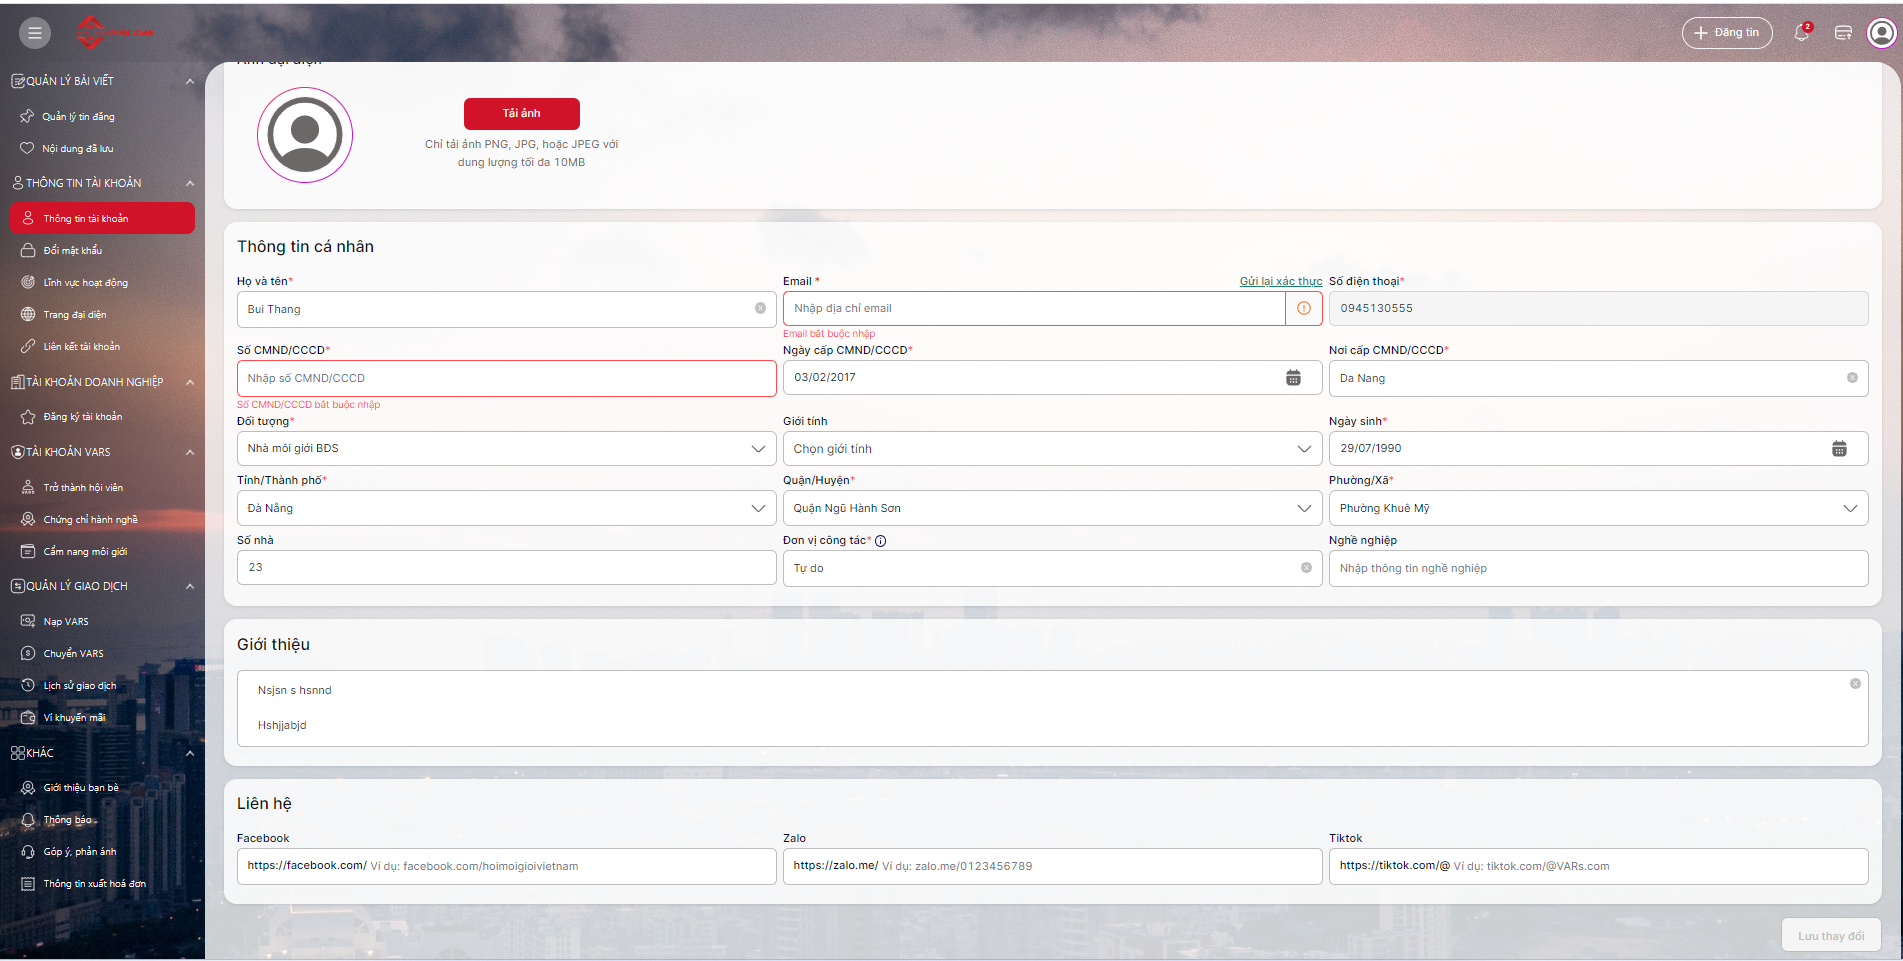 Đăng tin
2
QUẢN LÝ BÀI VIẾT
Quản lý tin đăng
Nội dung đã lưu
THÔNG TIN TÀI KHOẢN
Thông tin tài khoản
Đổi mật khẩu
Lĩnh vực hoạt động
Trang đại diện
Liên kết tài khoản
TÀI KHOẢN DOANH NGHIỆP
Đăng ký tài khoản
TÀI KHOẢN VARS
Trở thành hội viên
Chứng chỉ hành nghề
Cẩm nang môi giới
QUẢN LÝ GIAO DỊCH
Nạp VARS
Chuyển VARS
Lịch sử giao dịch
Ví khuyến mãi
KHÁC
Giới thiệu bạn bè
Thông báo
Góp ý, phản ánh
Thông tin xuất hoá đơn
Ảnh đại diện
Tải ảnh
Chỉ tải ảnh PNG, JPG, hoặc JPEG với
dung lượng tối đa 10MB
Thông tin cá nhân
Họ và tên*
Bui Thang
Email *
Gửi lại xác thực
Nhập địa chỉ email
Email bắt buộc nhập
Số điện thoại*
0945130555
Số CMND/CCCD*
Nhập số CMND/CCCD
Số CMND/CCCD bắt buộc nhập
Ngày cấp CMND/CCCD*
03/02/2017
Nơi cấp CMND/CCCD*
Da Nang
Đối tượng*
Nhà môi giới BĐS
Giới tính
Chọn giới tính
Ngày sinh*
29/07/1990
Tỉnh/Thành phố*
Đà Nẵng
Quận/Huyện*
Quận Ngũ Hành Sơn
Phường/Xã*
Phường Khuê Mỹ
Số nhà
23
Đơn vị công tác*
Tự do
Nghề nghiệp
Nhập thông tin nghề nghiệp
Giới thiệu
Nsjsn s hsnnd
Hshjjabjd
Liên hệ
Facebook
https://facebook.com/ Ví dụ: facebook.com/hoimoigioivietnam
Zalo
https://zalo.me/ Ví dụ: zalo.me/0123456789
Tiktok
https://tiktok.com/@ Ví dụ: tiktok.com/@VARs.com
Lưu thay đổi